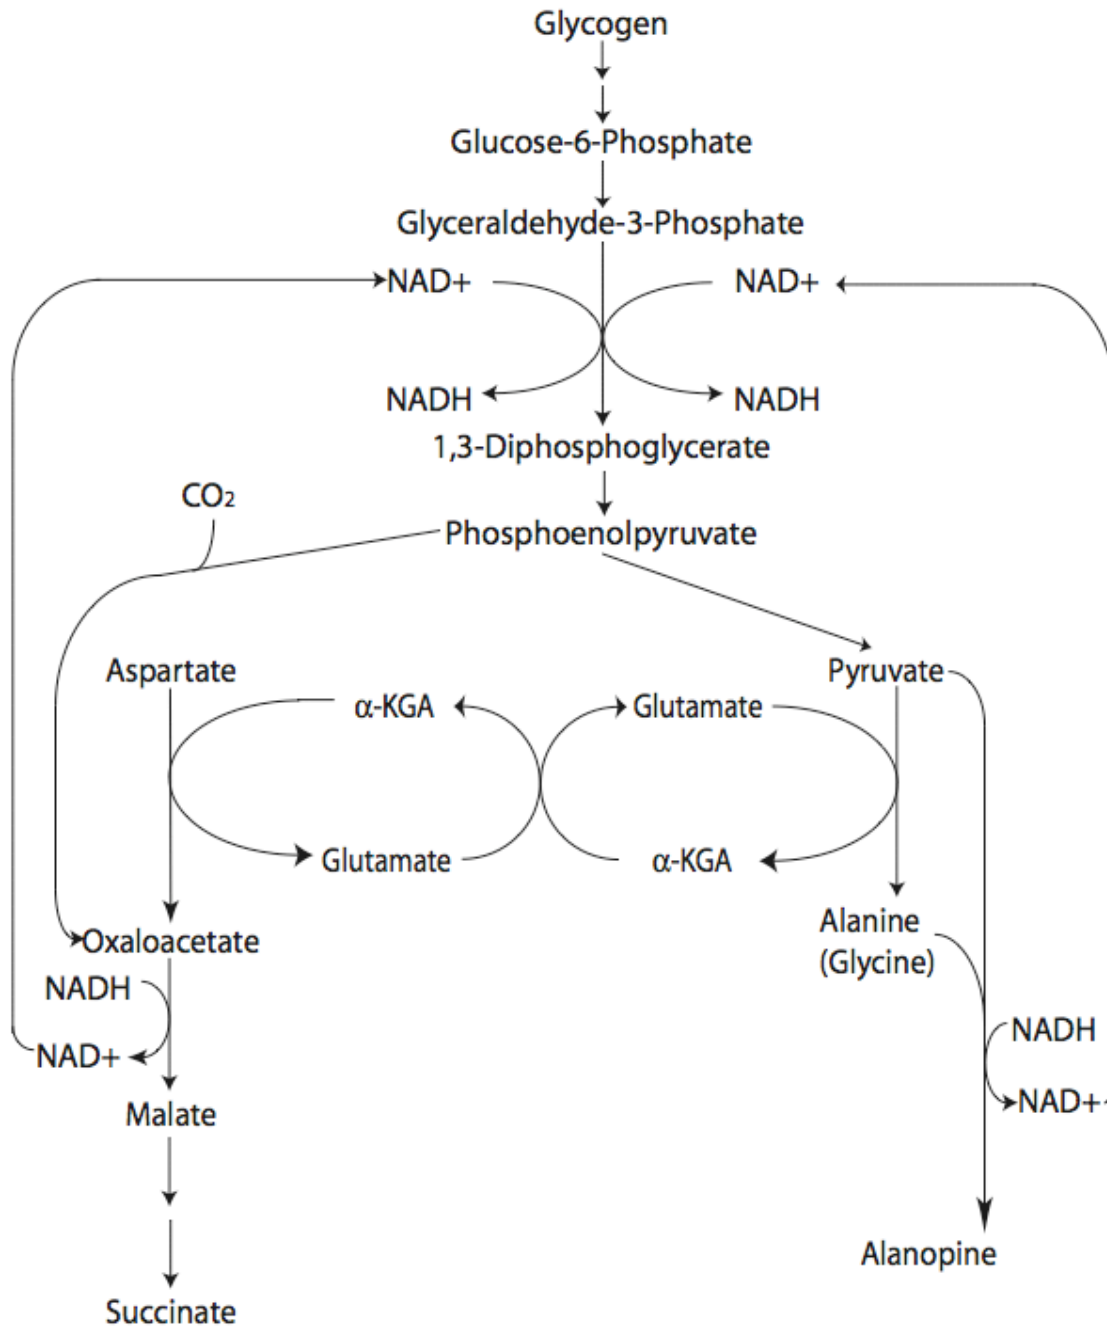 Glycogen
Glucose-6-Phosphate
Glyceraldehyde-3-Phosphate
NAD+ NAD+
NADH NADH
1,3-Diphosphoglycerate
CO₂
Phosphoenolpyruvate
Aspartate Pyruvate
α-KGA Glutamate
Glutamate α-KGA
Alanine
(Glycine)
Oxaloacetate
NADH NADH
NAD+ NAD+
Malate
Alanopine
Succinate